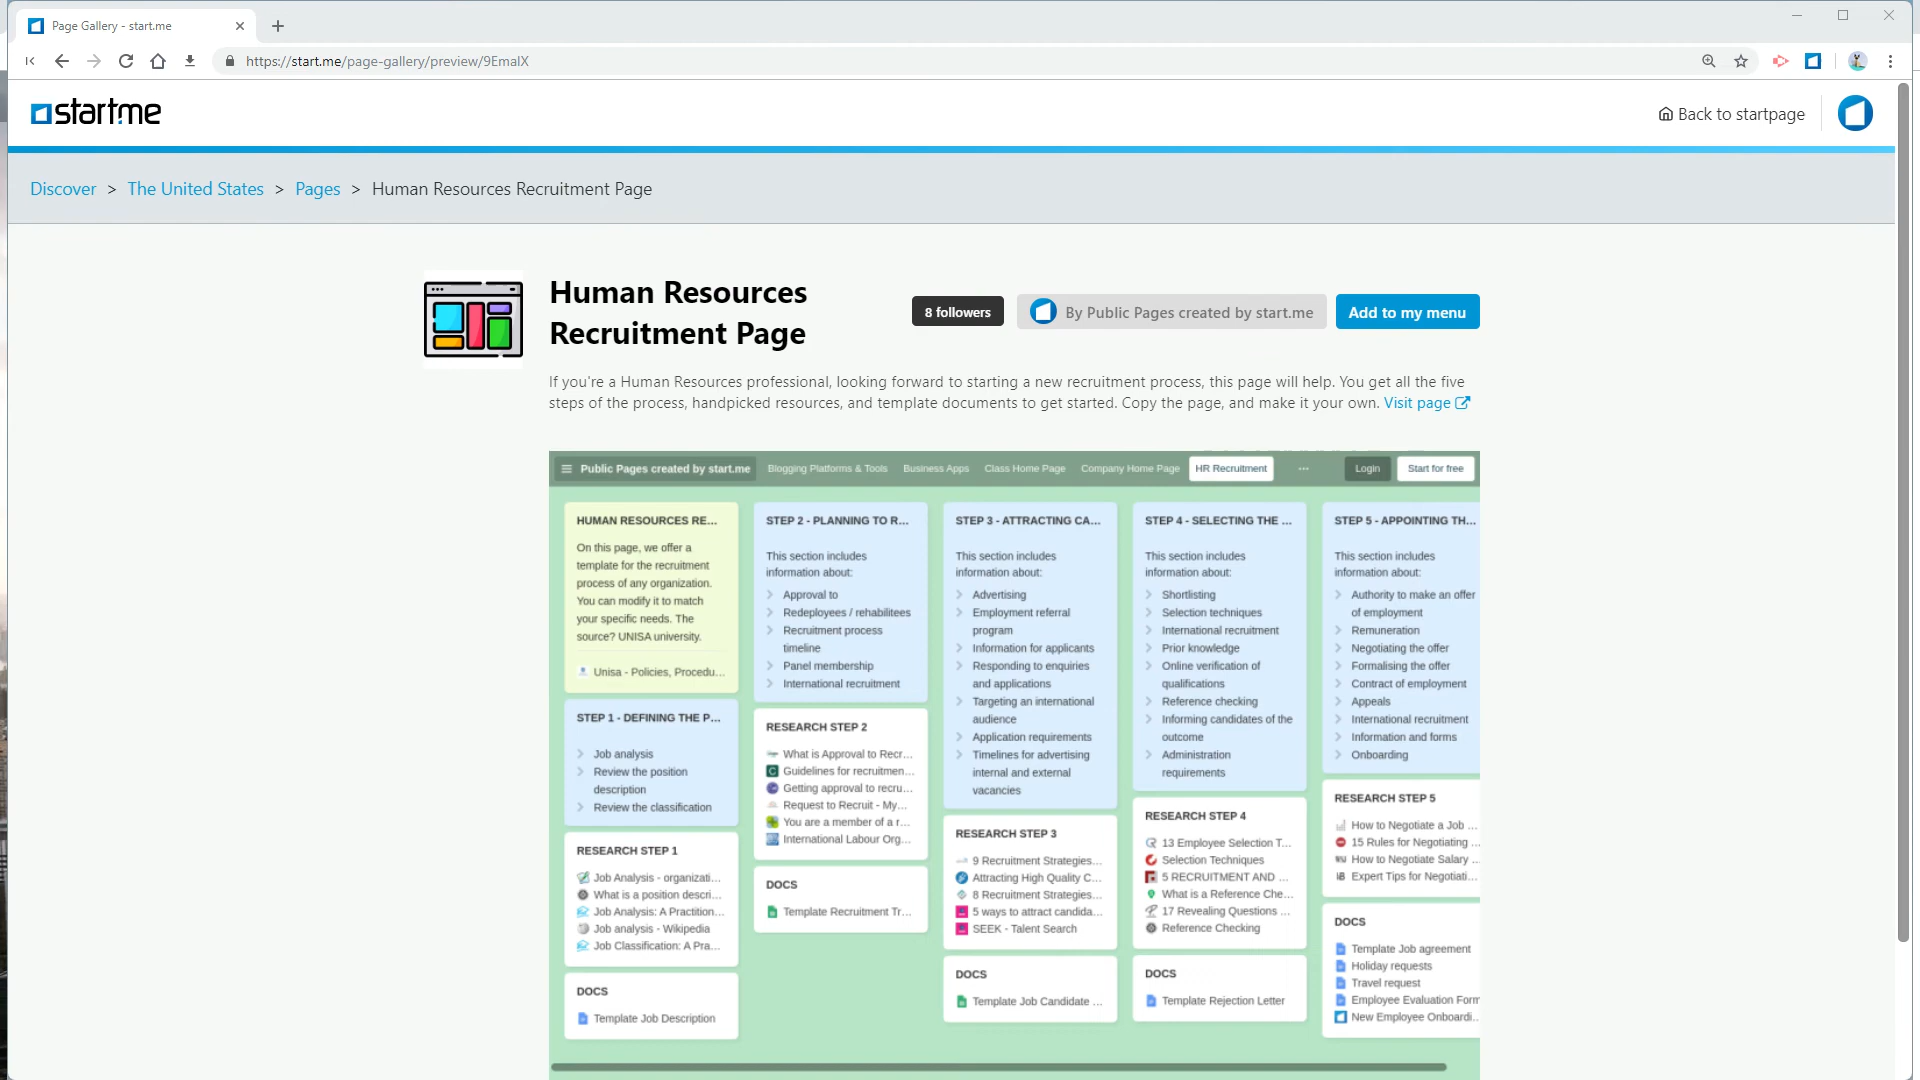 Page Gallery - start.me
https://start.me/page-gallery/preview/9EmalX
start.me
Back to startpage
Discover > The United States > Pages > Human Resources Recruitment Page
Human Resources
Recruitment Page
8 followers
By Public Pages created by start.me
Add to my menu
If you're a Human Resources professional, looking forward to starting a new recruitment process, this page will help. You get all the five
steps of the process, handpicked resources, and template documents to get started. Copy the page, and make it your own. Visit page
Public Pages created by start.me Blogging Platforms & Tools Business Apps Class Home Page Company Home Page HR Recruitment ... Login Start for free
HUMAN RESOURCES RE...
On this page, we offer a
template for the recruitment
process of any organization.
You can modify it to match
your specific needs. The
source? UNISA university.
Unisa - Policies, Procedu...
STEP 1 - DEFINING THE P...
Job analysis
Review the position
description
Review the classification
RESEARCH STEP 1
Job Analysis - organizati...
What is a position descri...
Job Analysis: A Practition...
Job analysis - Wikipedia
Job Classification: A Pra...
DOCS
Template Job Description
STEP 2 - PLANNING TO R...
This section includes
information about:
Approval to
Redeployees / rehabilitees
Recruitment process
timeline
Panel membership
International recruitment
RESEARCH STEP 2
What is Approval to Recr...
Guidelines for recruitmen...
Getting approval to recru...
Request to Recruit - My...
You are a member of a r...
International Labour Org...
DOCS
Template Recruitment Tr...
STEP 3 - ATTRACTING CA...
This section includes
information about:
Advertising
Employment referral
program
Information for applicants
Responding to enquiries
and applications
Targeting an international
audience
Application requirements
Timelines for advertising
internal and external
vacancies
RESEARCH STEP 3
9 Recruitment Strategies...
Attracting High Quality C...
8 Recruitment Strategies...
5 ways to attract candida...
SEEK - Talent Search
DOCS
Template Job Candidate ...
STEP 4 - SELECTING THE ...
This section includes
information about:
Shortlisting
Selection techniques
International recruitment
Prior knowledge
Online verification of
qualifications
Reference checking
Informing candidates of the
outcome
Administration
requirements
RESEARCH STEP 4
13 Employee Selection T...
Selection Techniques
5 RECRUITMENT AND ...
What is a Reference Che...
17 Revealing Questions ...
Reference Checking
DOCS
Template Rejection Letter
STEP 5 - APPOINTING TH...
This section includes
information about:
Authority to make an offer
of employment
Remuneration
Negotiating the offer
Formalising the offer
Contract of employment
Appeals
International recruitment
Information and forms
Onboarding
RESEARCH STEP 5
How to Negotiate a Job ...
15 Rules for Negotiating ...
How to Negotiate Salary ...
Expert Tips for Negotiati...
DOCS
Template Job agreement
Holiday requests
Travel request
Employee Evaluation Form
New Employee Onboardi...